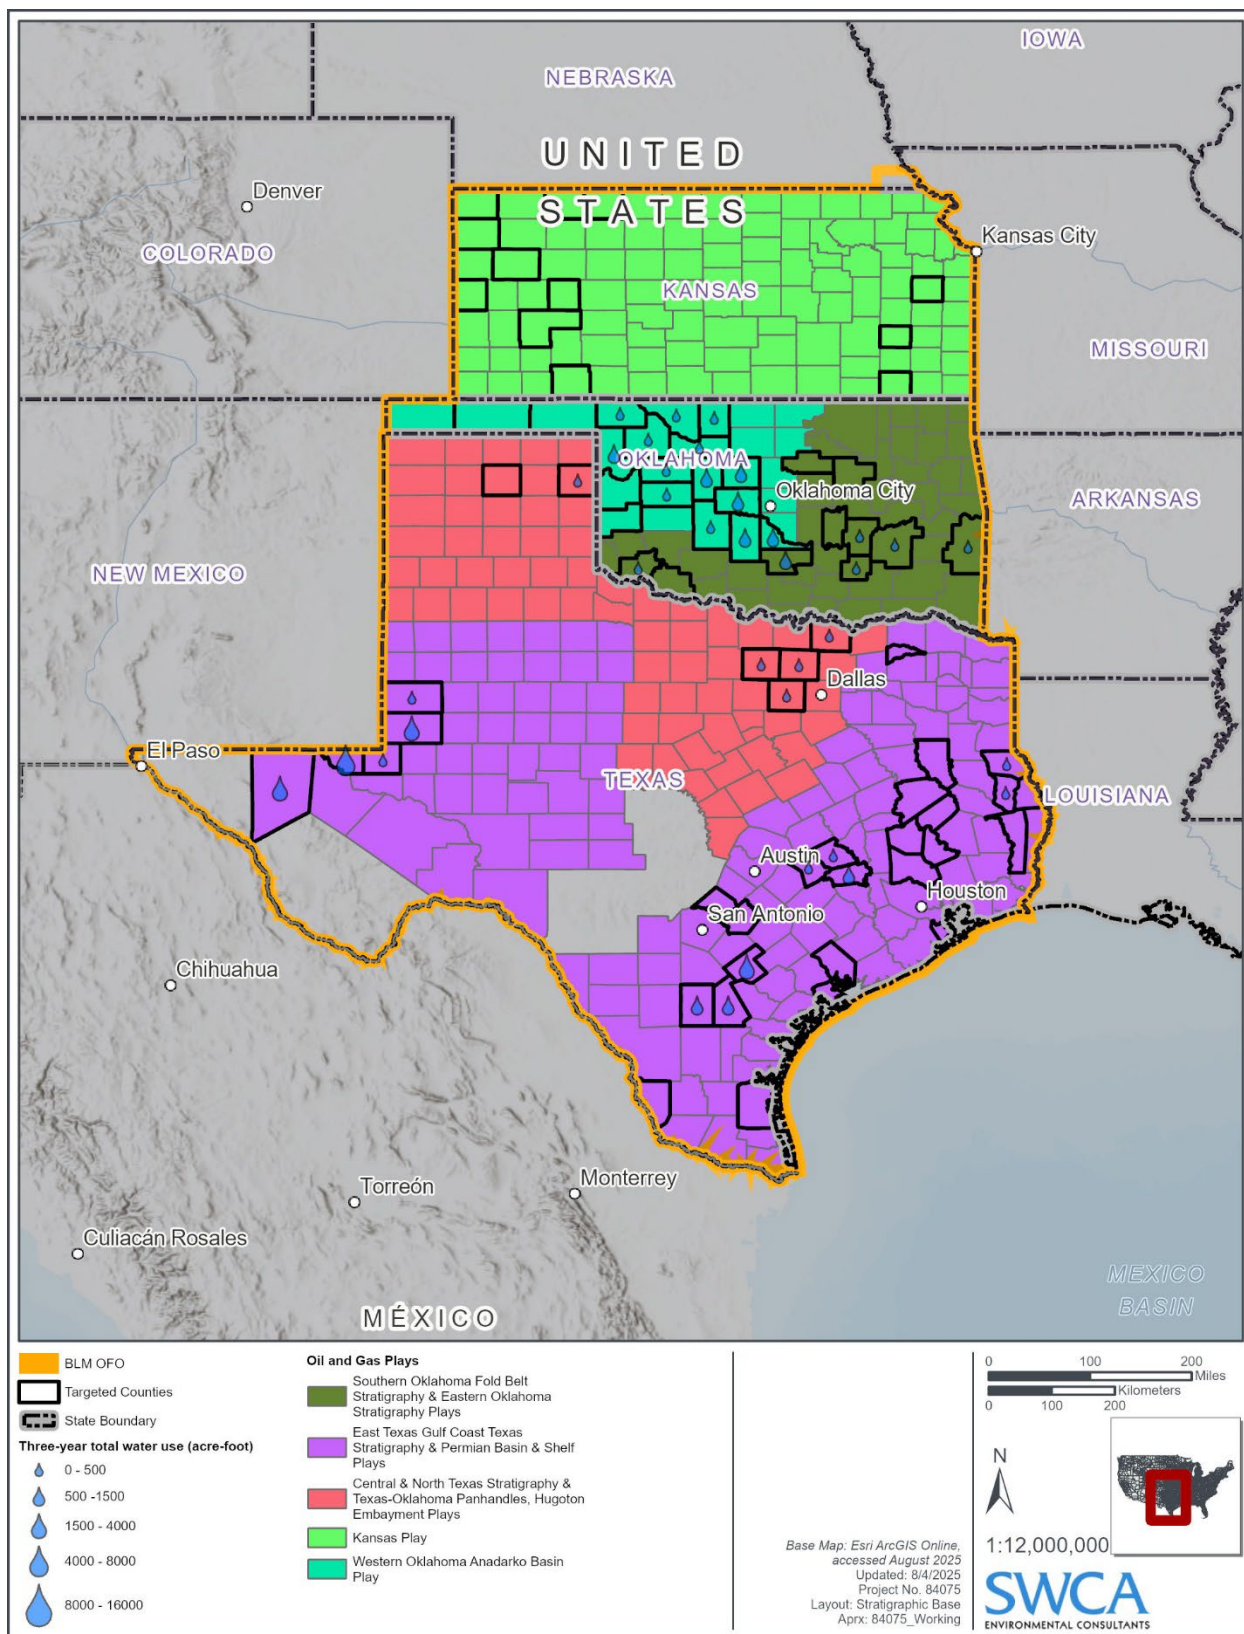 IOWA
NEBRASKA
UNITED
STATES
Denver
Kansas City
COLORADO
KANSAS
MISSOURI
OKLAHOMA
Oklahoma City
ARKANSAS
NEW MEXICO
Dallas
El Paso
TEXAS
LOUISIANA
Austin
Houston
San Antonio
Chihuahua
Monterrey
Torreón
Culiacán Rosales
MEXICO
BASIN
MÉXICO
BLM OFO
Targeted Counties
State Boundary
Three-year total water use (acre-foot)
0 - 500
500 -1500
1500 - 4000
4000 - 8000
8000 - 16000
Oil and Gas Plays
Southern Oklahoma Fold Belt
Stratigraphy & Eastern Oklahoma
Stratigraphy Plays
East Texas Gulf Coast Texas
Stratigraphy & Permian Basin & Shelf
Plays
Central & North Texas Stratigraphy &
Texas-Oklahoma Panhandles, Hugoton
Embayment Plays
Kansas Play
Western Oklahoma Anadarko Basin
Play
Base Map: Esri ArcGIS Online,
accessed August 2025
Updated: 8/4/2025
Project No. 84075
Layout: Stratigraphic Base
Aprx: 84075_Working
0 100 200
Miles
Kilometers
0 100 200
N
1:12,000,000
SWCA
ENVIRONMENTAL CONSULTANTS